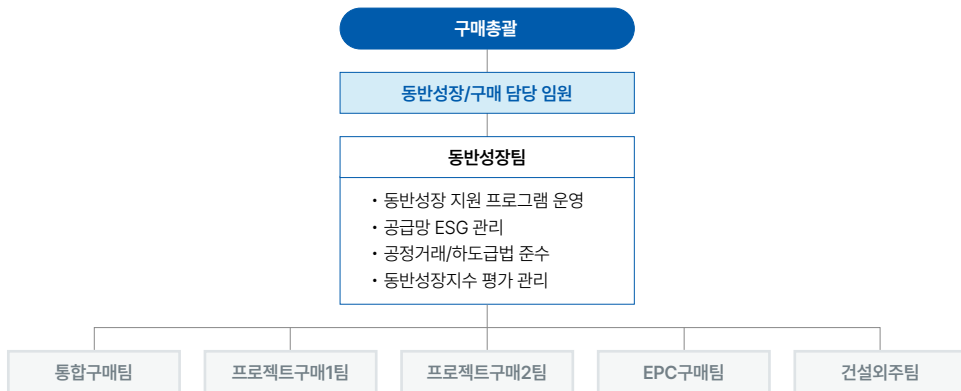 구매총괄
동반성장/구매 담당 임원
동반성장팀
• 동반성장 지원 프로그램 운영
• 공급망 ESG 관리
• 공정거래/하도급법 준수
• 동반성장지수 평가 관리
통합구매팀
프로젝트구매1팀
프로젝트구매2팀
EPC구매팀
건설외주팀